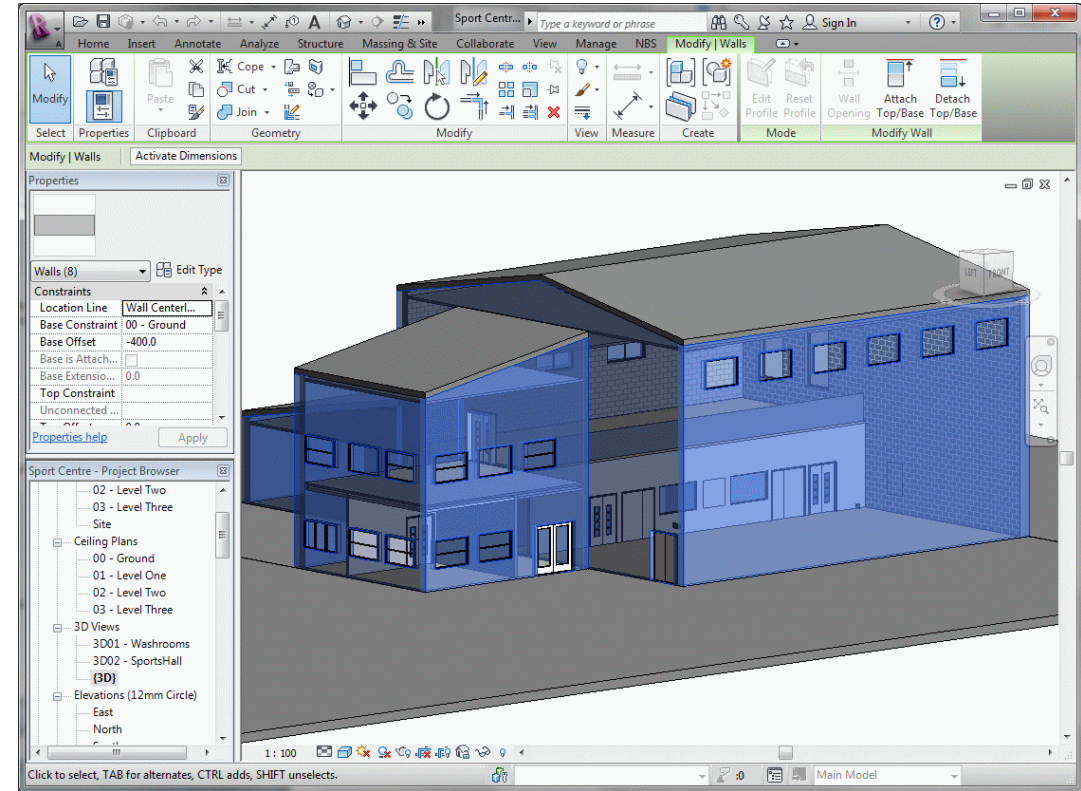 Sport Centr... Type a keyword or phrase Sign In
Home Insert Annotate Analyze Structure Massing & Site Collaborate View Manage NBS Modify | Walls
Modify Paste Cope Cut Join Edit Profile Reset Profile Wall Opening Attach Top/Base Detach Top/Base
Select Properties Clipboard Geometry Modify View Measure Create Mode Modify Wall
Modify | Walls Activate Dimensions
Properties
Walls (8) Edit Type
Constraints
Location Line Wall Centerl...
Base Constraint 00 - Ground
Base Offset -400.0
Base is Attach...
Base Extensio... 0.0
Top Constraint
Unconnected ...
Properties help Apply
LEFT FRONT
Sport Centre - Project Browser
02 - Level Two
03 - Level Three
Site
Ceiling Plans
00 - Ground
01 - Level One
02 - Level Two
03 - Level Three
3D Views
3D01 - Washrooms
3D02 - SportsHall
{3D}
Elevations (12mm Circle)
East
North
1 : 100
Click to select, TAB for alternates, CTRL adds, SHIFT unselects. :0 Main Model